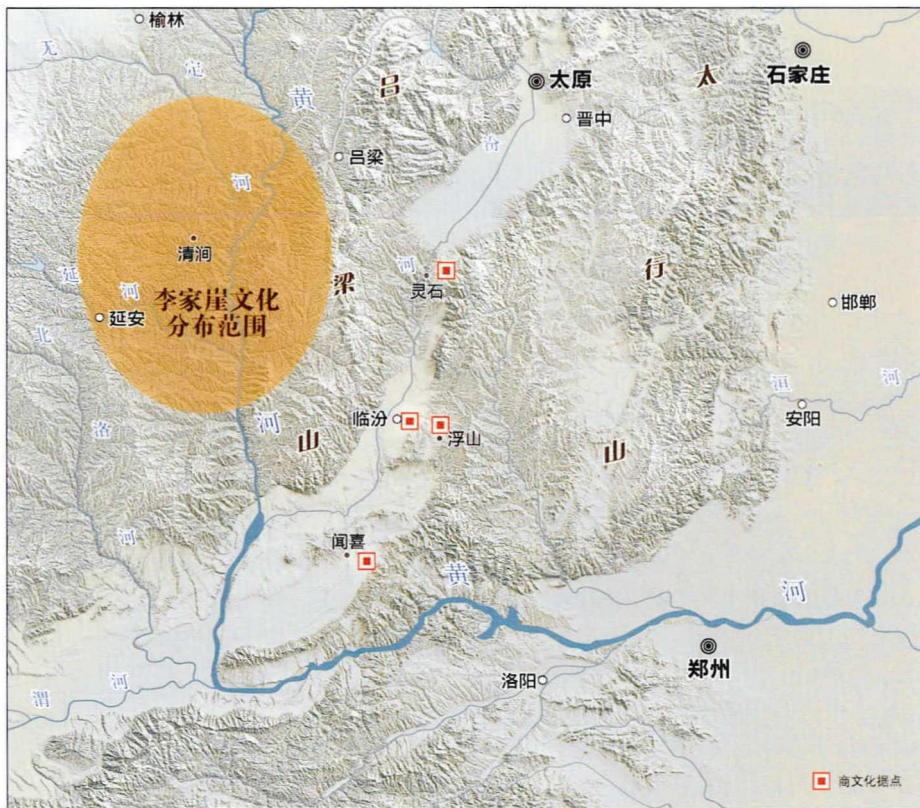 榆林
无
定
河
黄
吕
太原
太
石家庄
晋中
汾
吕梁
清涧
延
河
延安
李家崖文化
分布范围
梁
河
灵石
行
邯郸
北
洛
河
河
山
临汾
浮山
山
洹
河
安阳
闻喜
黄
河
渭
河
洛阳
郑州
商文化据点